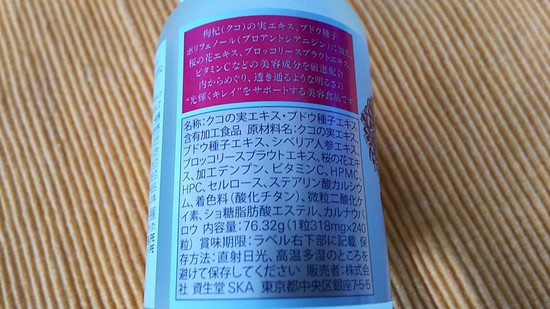 枸杞(クコ)の実エキス、ブドウ種子
ポリフェノール(プロアントシアニジン)に加え
桜の花エキス、ブロッコリースプラウトエキス
ビタミンCなどの美容成分を厳選配合
内からめぐり、透き通るような明るさの
"光輝くキレイ"をサポートする美容食品です
名称:クコの実エキス・ブドウ種子エキス
含有加工食品 原材料名:クコの実エキス
ブドウ種子エキス、シベリア人参エキス、
ブロッコリースプラウトエキス、桜の花エキ
ス、加工デンプン、ビタミンC、HPMC、
HPC、セルロース、ステアリン酸カルシウ
ム、着色料(酸化チタン)、微粒二酸化ケ
イ素、ショ糖脂肪酸エステル、カルナウバ
ロウ 内容量:76.32g(1粒318mg×240
粒) 賞味期限:ラベル右下部に記載 保
存方法:直射日光、高温多湿のところを
避けて保存してください 販売者:株式会
社 資生堂 SKA 東京都中央区銀座7-5-5